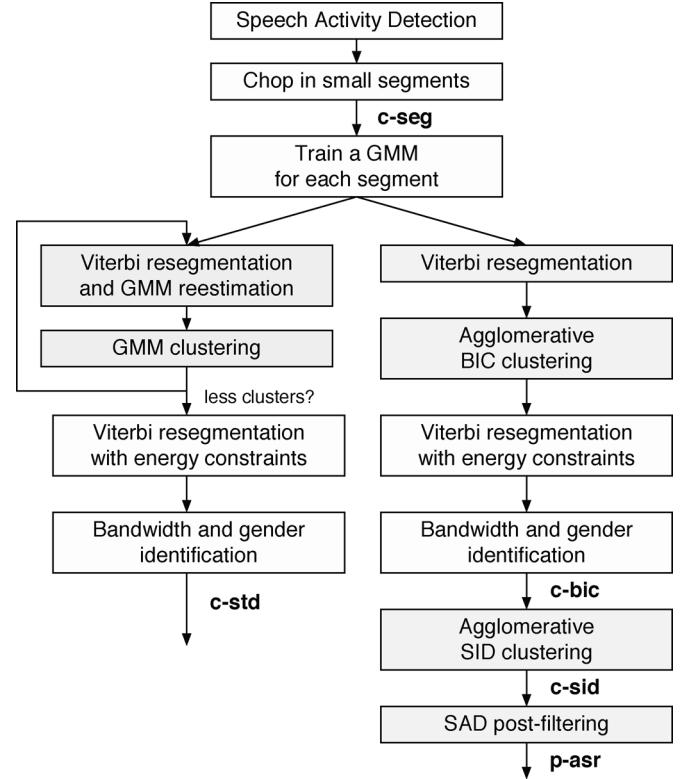 Speech Activity Detection
Chop in small segments
c-seg
Train a GMM
for each segment
Viterbi resegmentation
and GMM reestimation
GMM clustering
less clusters?
Viterbi resegmentation
with energy constraints
Bandwidth and gender
identification
c-std
Viterbi resegmentation
Agglomerative
BIC clustering
Viterbi resegmentation
with energy constraints
Bandwidth and gender
identification
c-bic
Agglomerative
SID clustering
c-sid
SAD post-filtering
p-asr